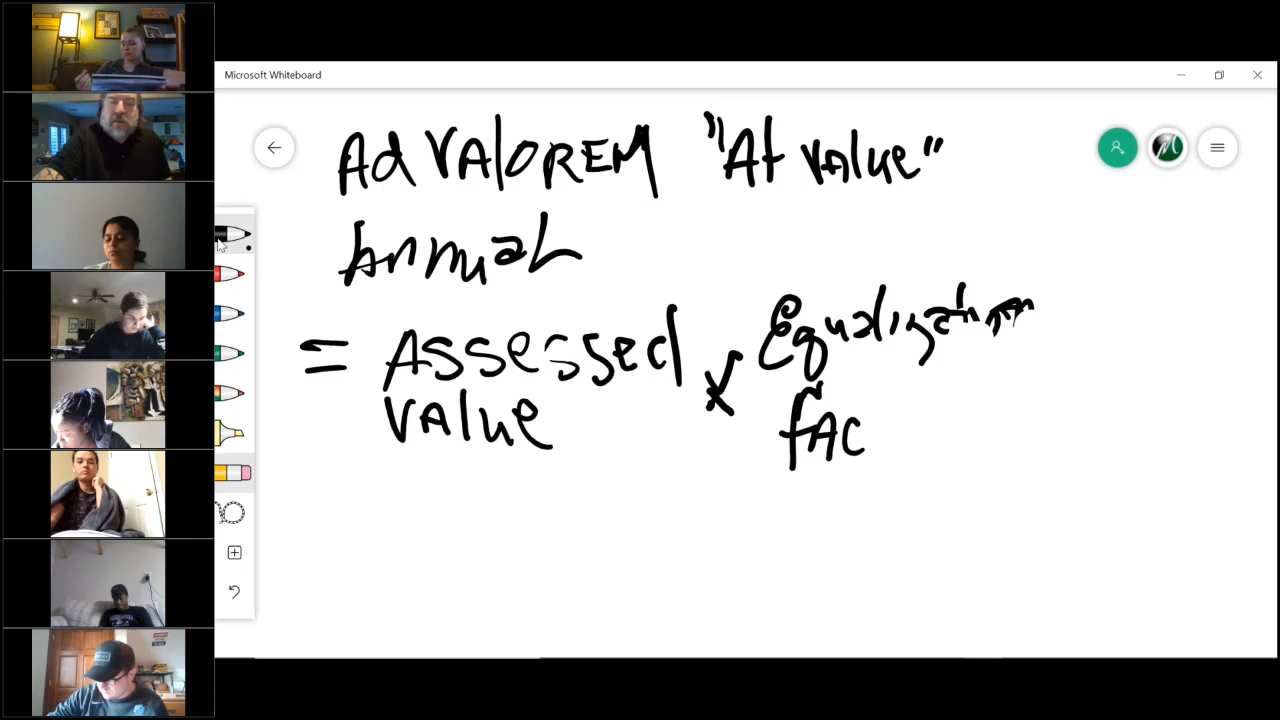 Microsoft Whiteboard
Ad VAlOREM "At VAlue"
Annual
= Assessed x Equalization
VAlue fAC